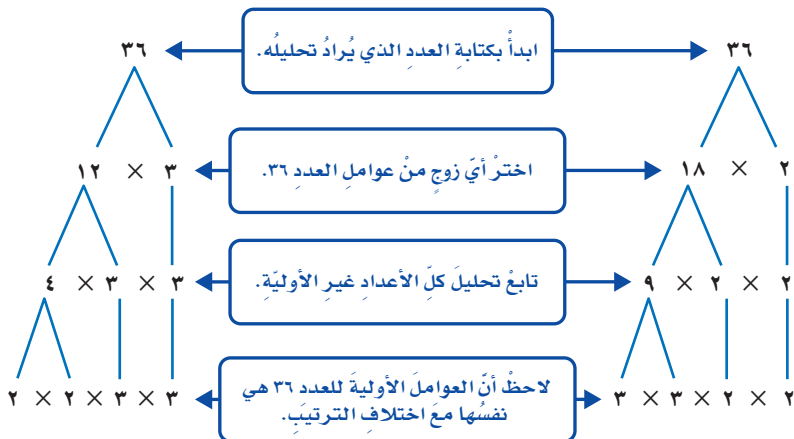 ٣٦ ابدأْ بكتابةِ العددِ الذي يُرادُ تحليلُه. ٣٦
٢ × ١٨ اخترْ أيَّ زوجٍ منْ عواملِ العددِ ٣٦. ٣ × ١٢
٢ × ٢ × ٩ تابعْ تحليلَ كلِّ الأعدادِ غيرِ الأوليّةِ. ٣ × ٣ × ٤
٢ × ٢ × ٣ × ٣ لاحظْ أنّ العواملَ الأوليةَ للعدد ٣٦ هي ٣ × ٣ × ٢ × ٢
نفسُها معَ اختلافِ الترتيبِ.